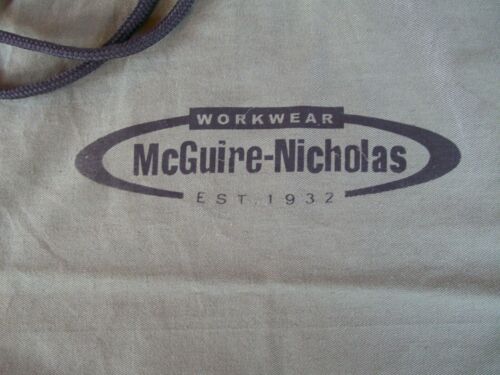 WORKWEAR
McGuire-Nicholas
EST. 1932